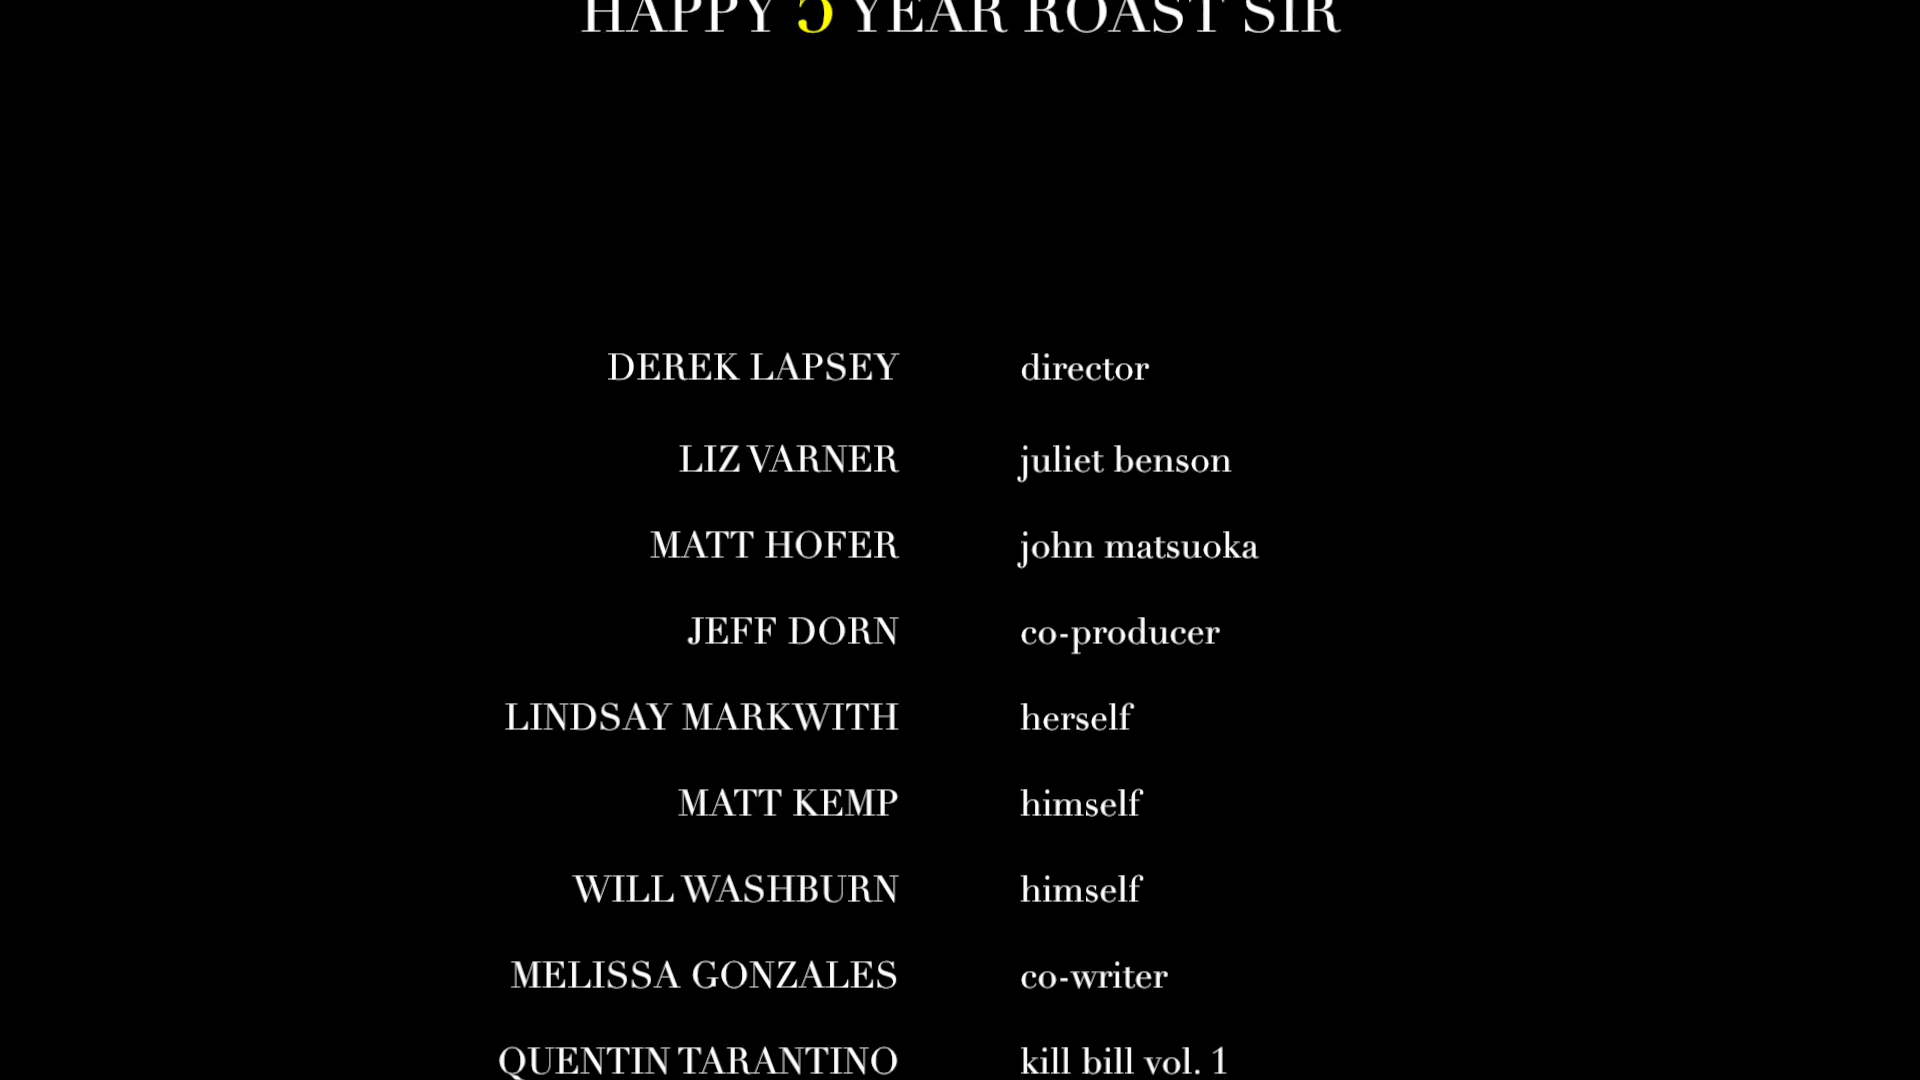 HAPPY 5 YEAR ROAST SIR
DEREK LAPSEY director
LIZ VARNER juliet benson
MATT HOFER john matsuoka
JEFF DORN co-producer
LINDSAY MARKWITH herself
MATT KEMP himself
WILL WASHBURN himself
MELISSA GONZALES co-writer
QUENTIN TARANTINO kill bill vol. 1